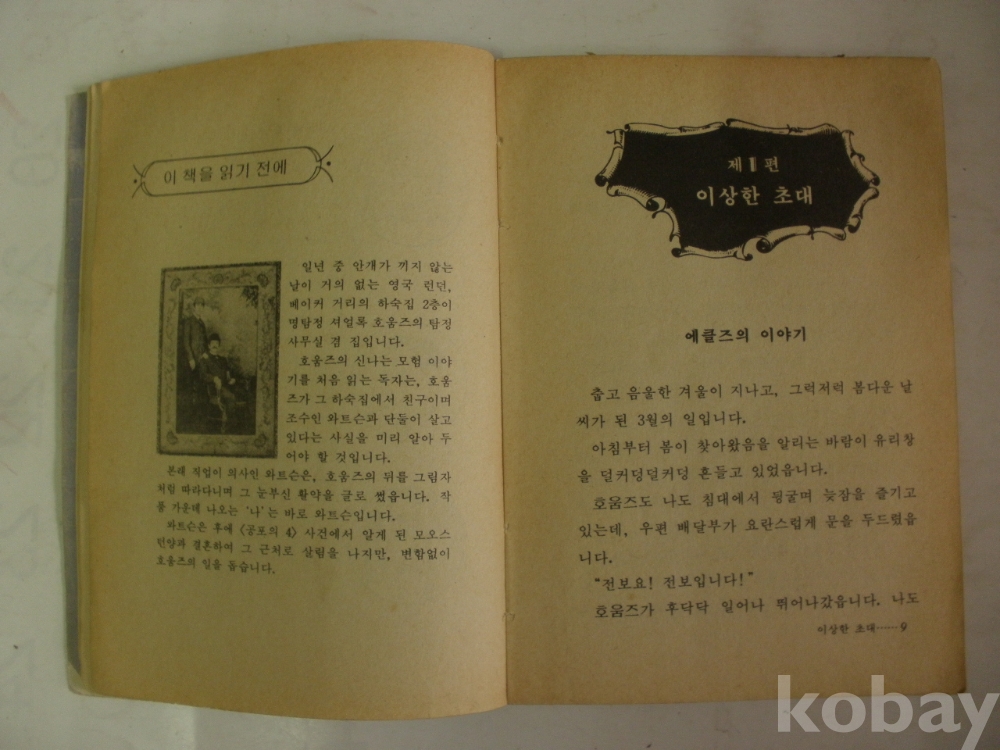 이 책을 읽기 전에
일년 중 안개가 끼지 않는
날이 거의 없는 영국 런던,
베이커 거리의 하숙집 2층이
명탐정 셔얼록 호움즈의 탐정
사무실 겸 집입니다.
호움즈의 신나는 모험 이야
기를 처음 읽는 독자는, 호움
즈가 그 하숙집에서 친구이며
조수인 와트슨과 단둘이 살고
있다는 사실을 미리 알아 두
어야 할 것입니다.
본래 직업이 의사인 와트슨은, 호움즈의 뒤를 그림자
처럼 따라다니며 그 눈부신 활약을 글로 썼읍니다. 작
품 가운데 나오는 '나'는 바로 와트슨입니다.
와트슨은 후에 《공포의 4》 사건에서 알게 된 모오스
턴양과 결혼하여 그 근처로 살림을 나지만, 변함없이
호움즈의 일을 돕습니다.
제 1 편
이상한 초대
에클즈의 이야기
춥고 음울한 겨울이 지나고, 그럭저럭 봄다운 날
씨가 된 3월의 일입니다.
아침부터 봄이 찾아왔음을 알리는 바람이 유리창
을 덜커덩덜커덩 흔들고 있었읍니다.
호움즈도 나도 침대에서 뒹굴며 늦잠을 즐기고
있는데, 우편 배달부가 요란스럽게 문을 두드렸읍
니다.
"전보요! 전보입니다!"
호움즈가 후닥닥 일어나 뛰어나갔읍니다. 나도
이상한 초대……9
kobay